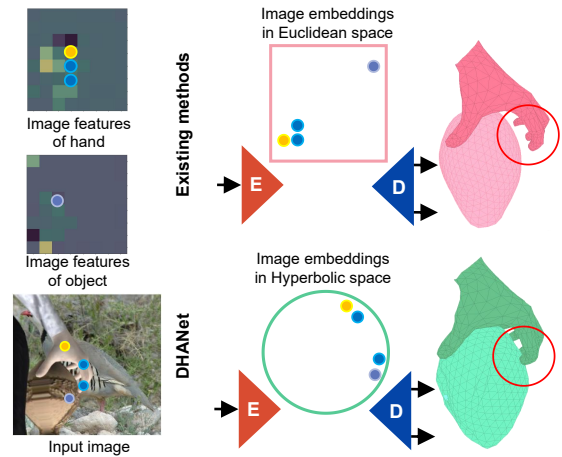 Image features
of hand
Image features
of object
Input image
Existing methods
Image embeddings
in Euclidean space
E
D
DHANet
Image embeddings
in Hyperbolic space
E
D